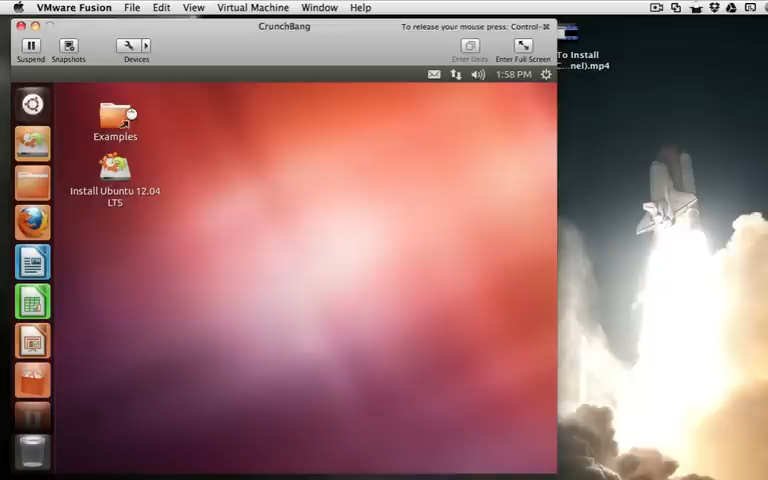 VMware Fusion File Edit View Virtual Machine Window Help
CrunchBang
To release your mouse press: Control-⌘
Suspend Snapshots Devices Enter Unity Enter Full Screen
1:58 PM
To Install
C...nel).mp4
Examples
Install Ubuntu 12.04
LTS